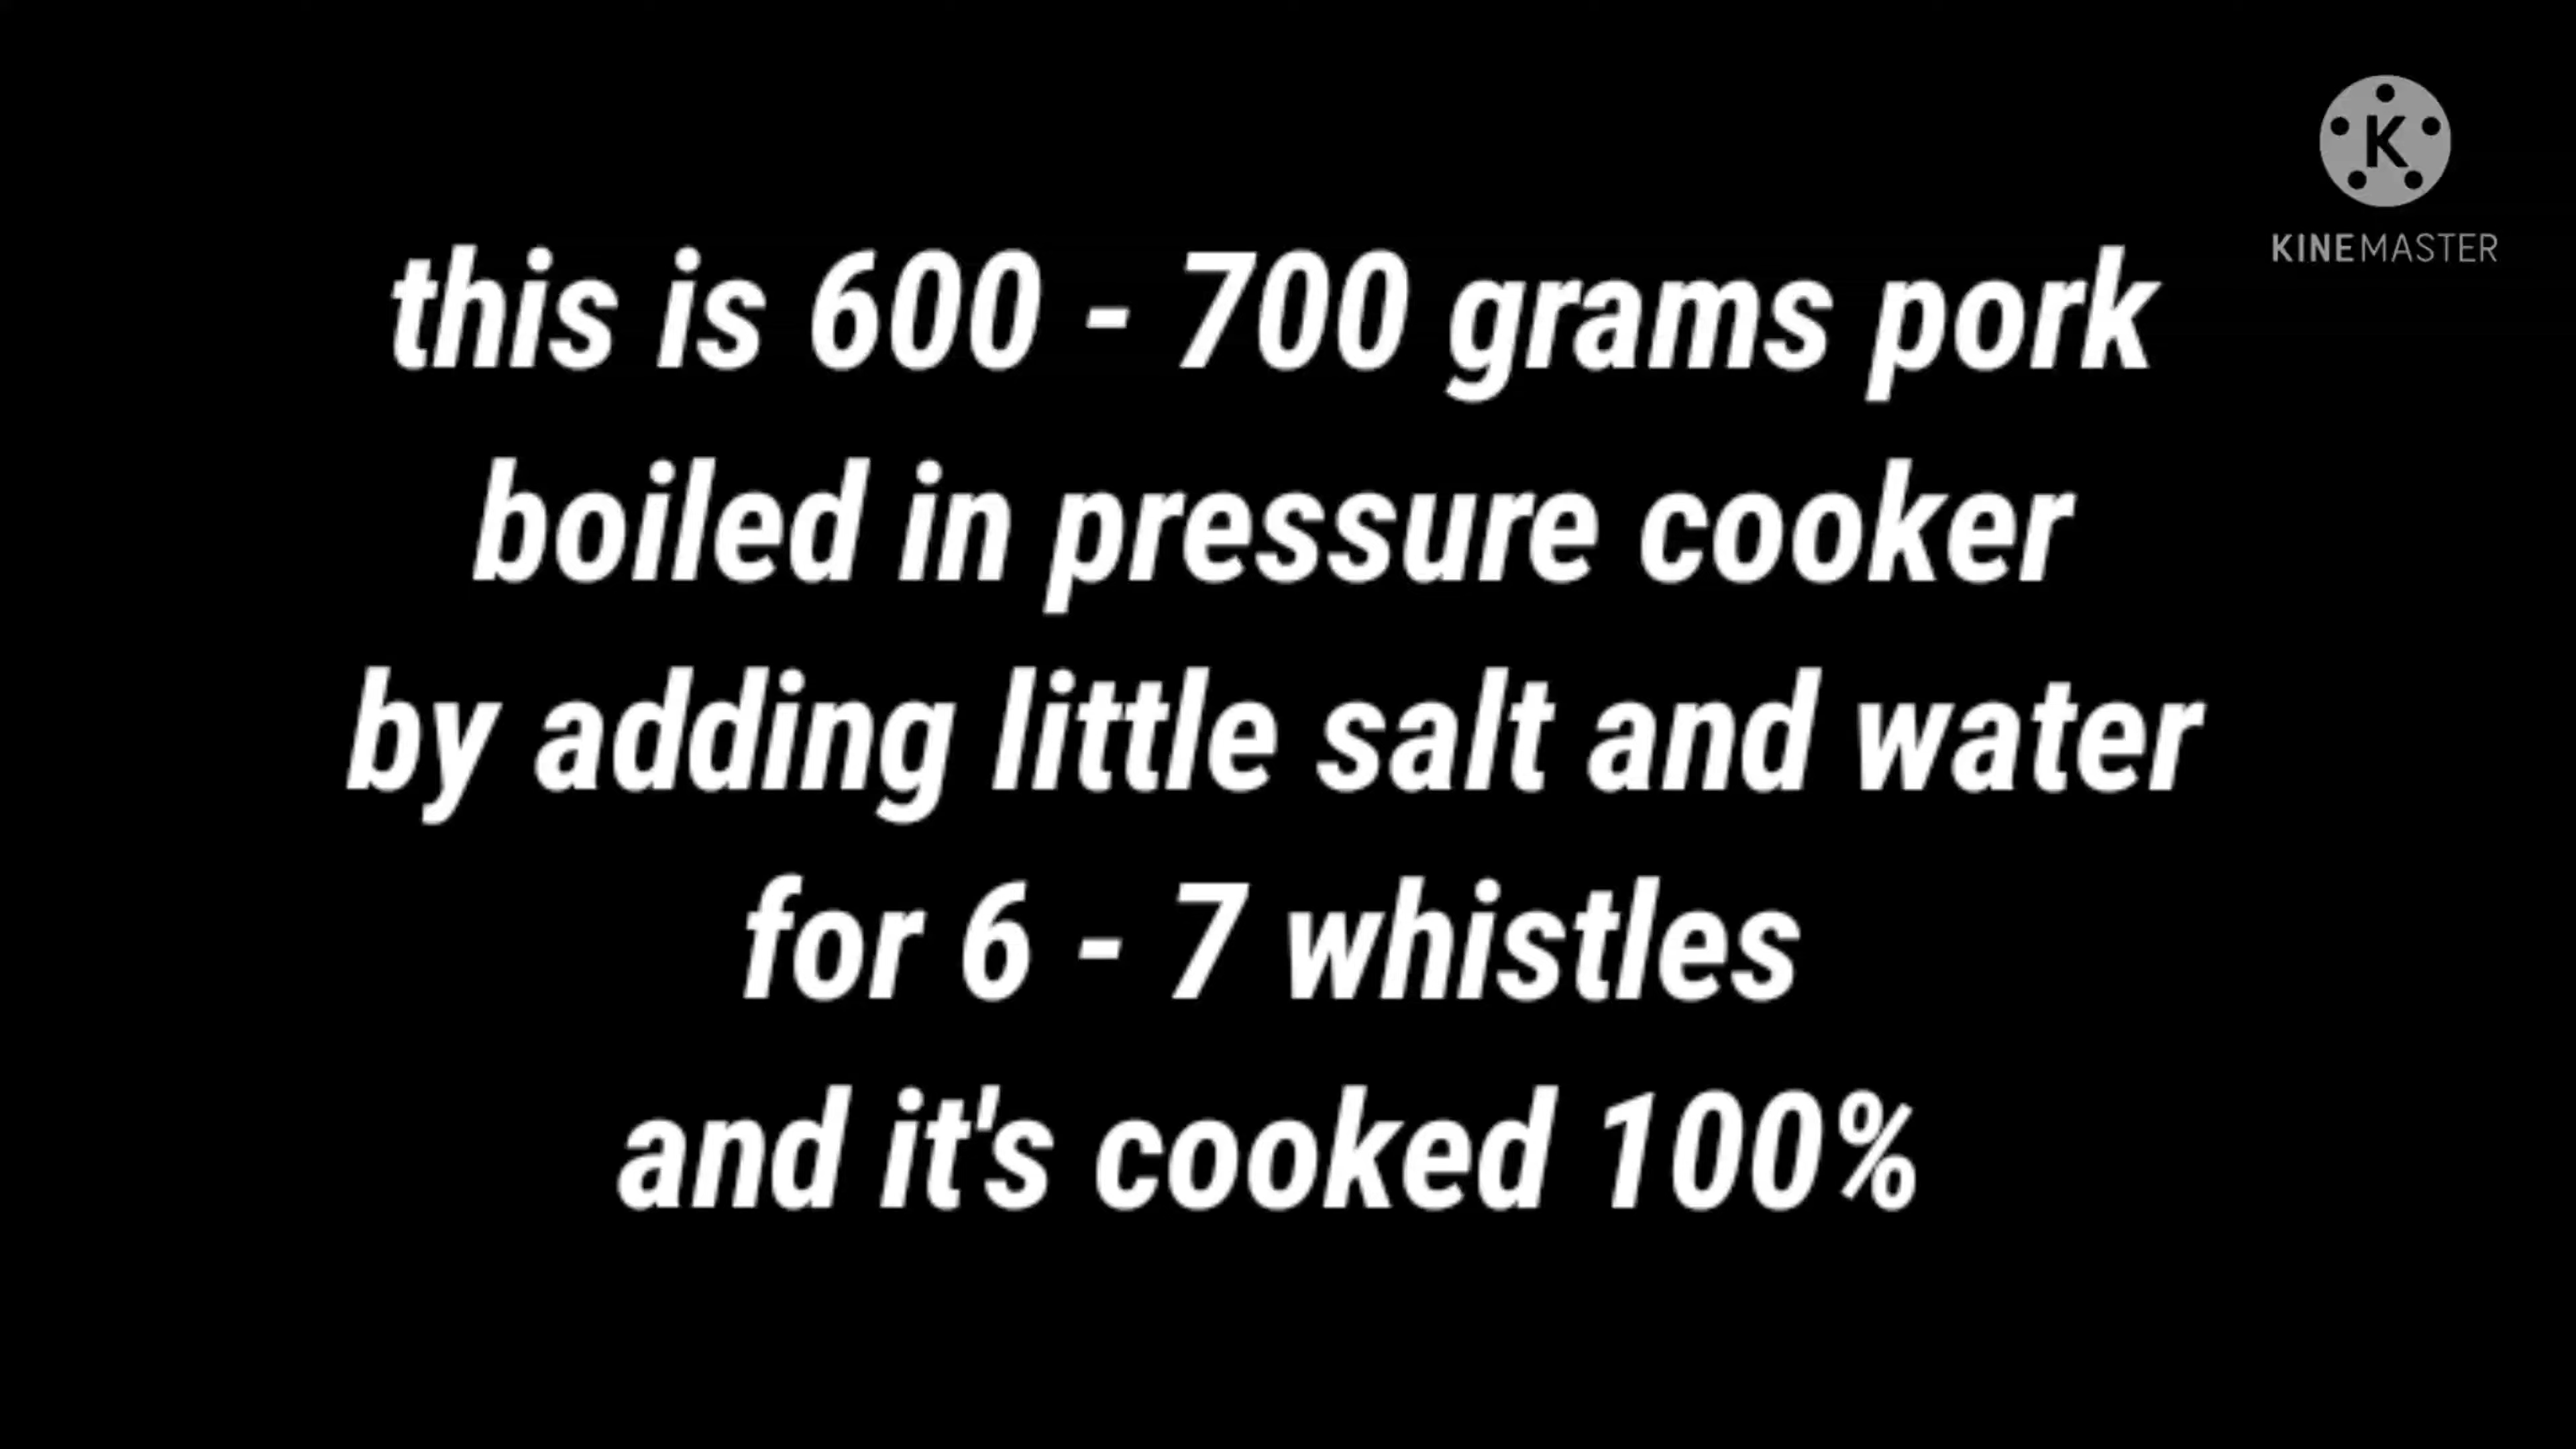 K
KINEMASTER
this is 600 - 700 grams pork
boiled in pressure cooker
by adding little salt and water
for 6 - 7 whistles
and it's cooked 100%